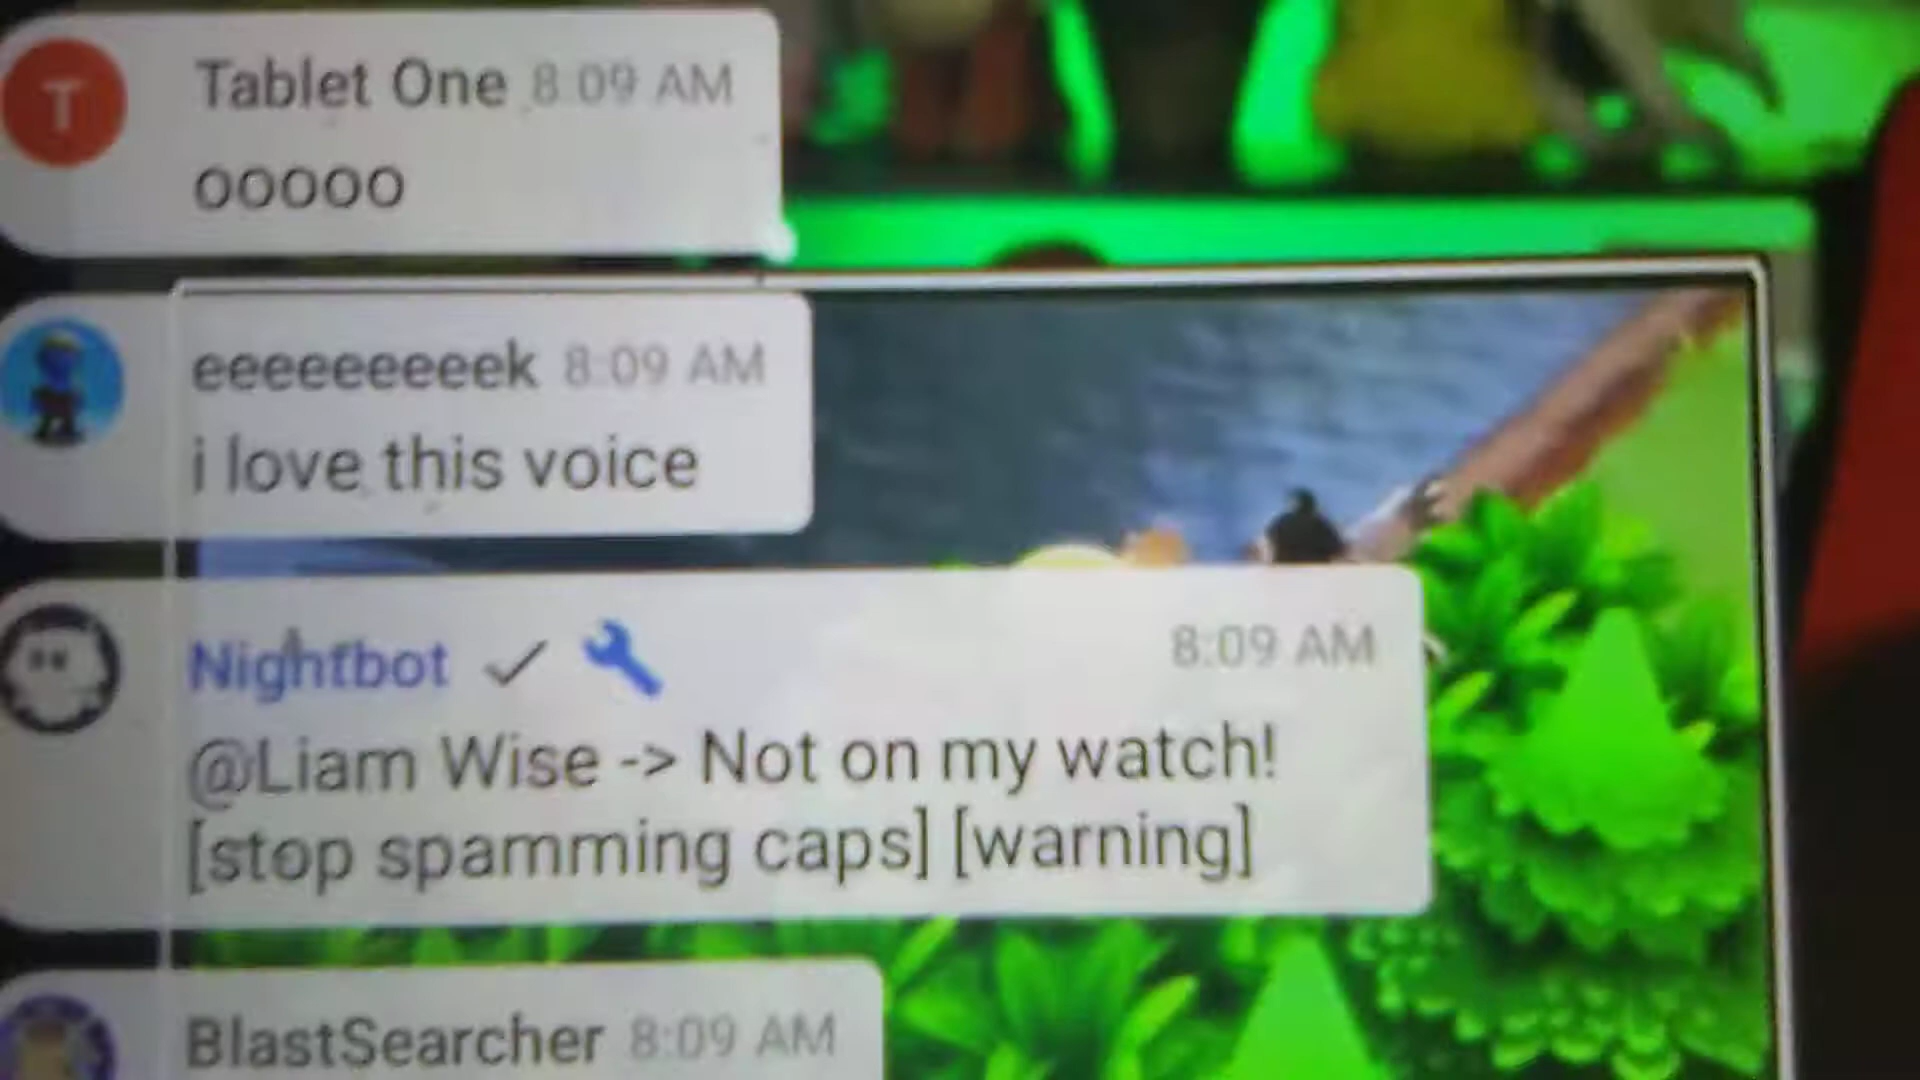 T
Tablet One 8:09 AM
ooooo
eeeeeeeeek 8:09 AM
i love this voice
Nightbot 8:09 AM
@Liam Wise -> Not on my watch!
[stop spamming caps] [warning]
BlastSearcher 8:09 AM